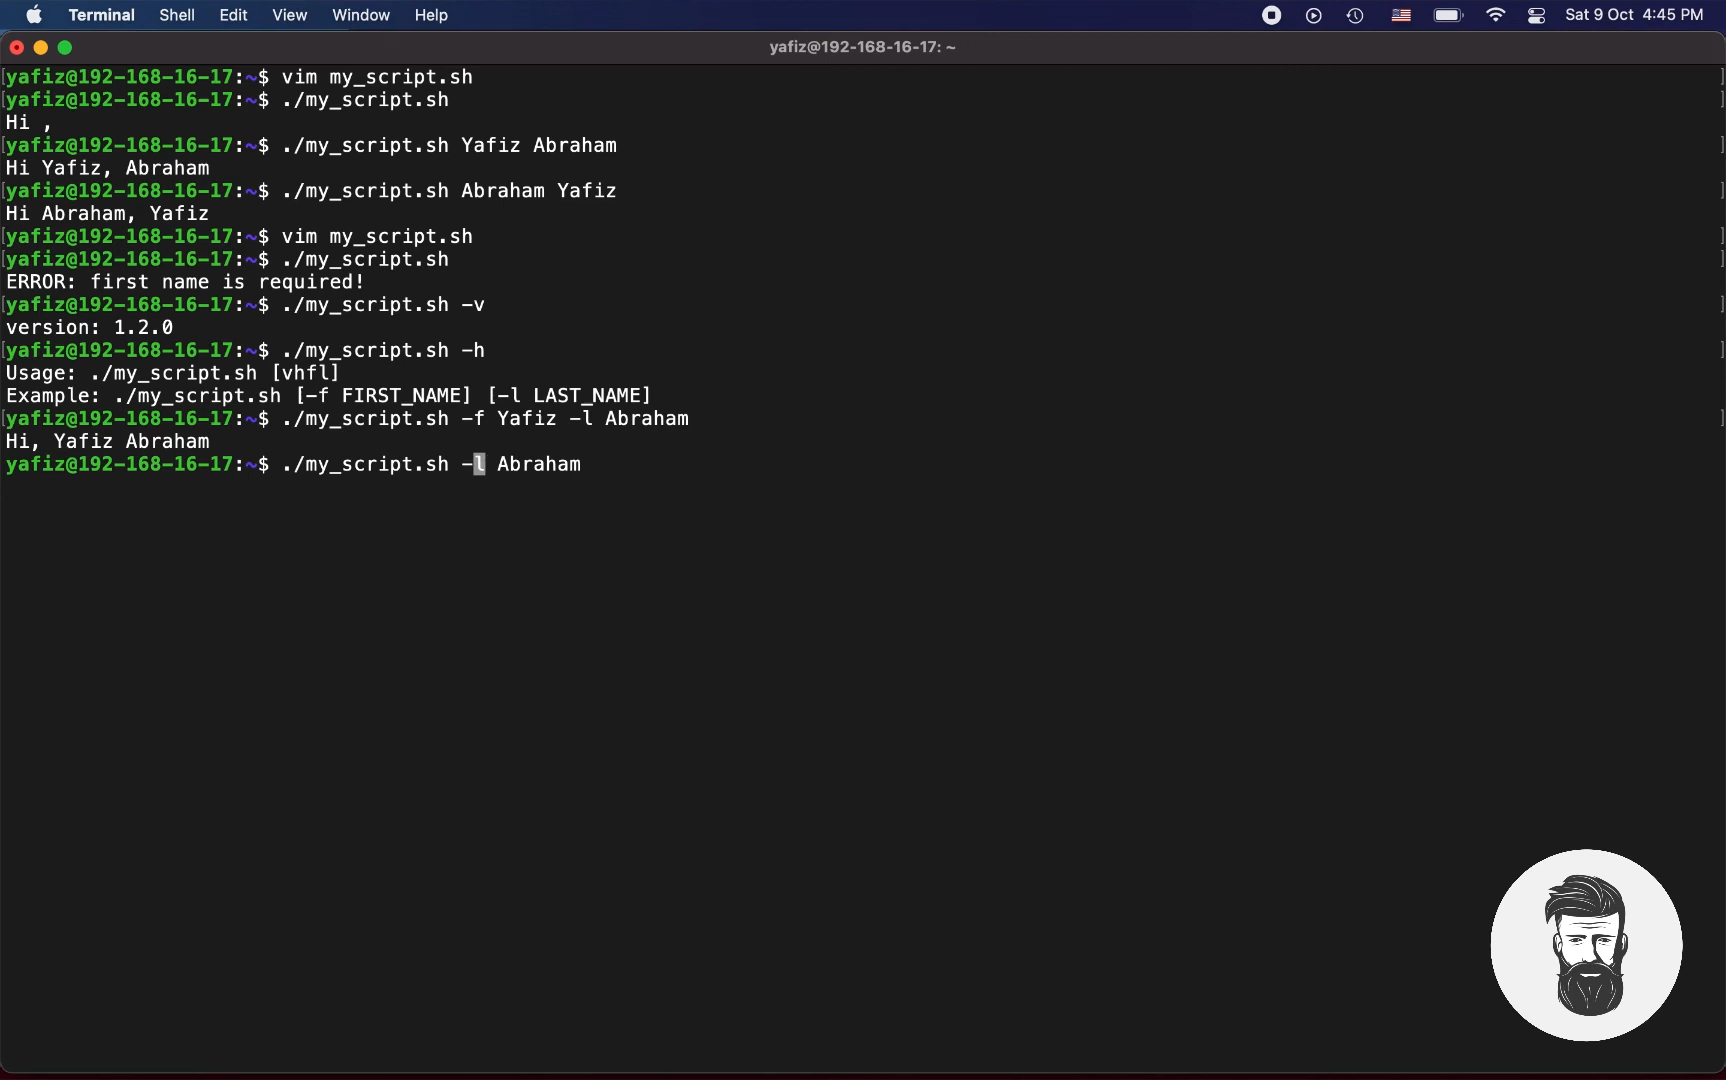 Terminal Shell Edit View Window Help Sat 9 Oct 4:45 PM
yafiz@192-168-16-17: ~
[yafiz@192-168-16-17:~$ vim my_script.sh ]
[yafiz@192-168-16-17:~$ ./my_script.sh ]
Hi ,
[yafiz@192-168-16-17:~$ ./my_script.sh Yafiz Abraham ]
Hi Yafiz, Abraham
[yafiz@192-168-16-17:~$ ./my_script.sh Abraham Yafiz ]
Hi Abraham, Yafiz
[yafiz@192-168-16-17:~$ vim my_script.sh ]
[yafiz@192-168-16-17:~$ ./my_script.sh ]
ERROR: first name is required!
[yafiz@192-168-16-17:~$ ./my_script.sh -v ]
version: 1.2.0
[yafiz@192-168-16-17:~$ ./my_script.sh -h ]
Usage: ./my_script.sh [vhfl]
Example: ./my_script.sh [-f FIRST_NAME] [-l LAST_NAME]
[yafiz@192-168-16-17:~$ ./my_script.sh -f Yafiz -l Abraham ]
Hi, Yafiz Abraham
yafiz@192-168-16-17:~$ ./my_script.sh -l Abraham